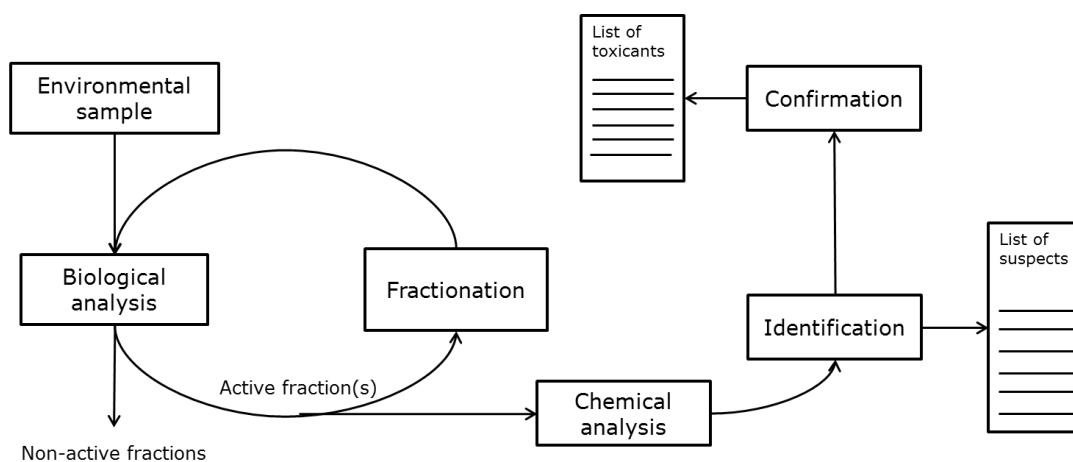 Environmental
sample
Biological
analysis
Non-active fractions
Active fraction(s)
Fractionation
Chemical
analysis
Identification
List of
suspects
Confirmation
List of
toxicants